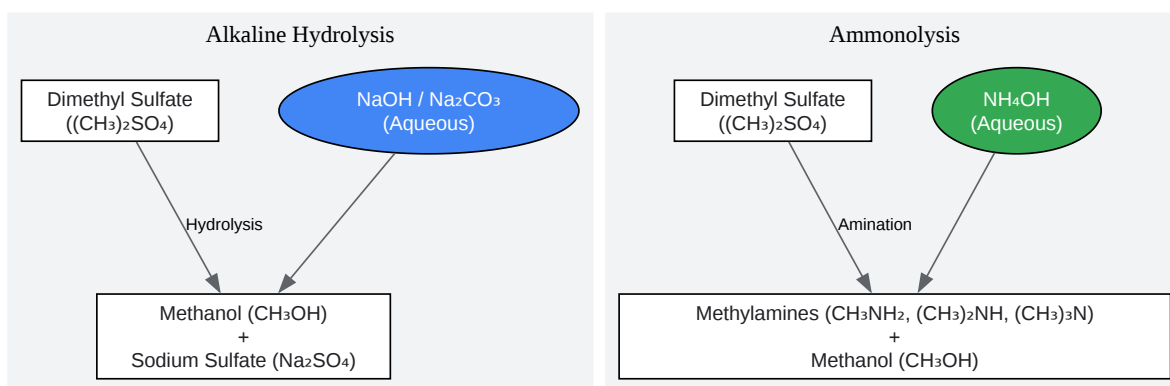 Alkaline Hydrolysis
Dimethyl Sulfate
((CH₃)₂SO₄)
NaOH / Na₂CO₃
(Aqueous)
Hydrolysis
Methanol (CH₃OH)
+
Sodium Sulfate (Na₂SO₄)
Ammonolysis
Dimethyl Sulfate
((CH₃)₂SO₄)
NH₄OH
(Aqueous)
Amination
Methylamines (CH₃NH₂, (CH₃)₂NH, (CH₃)₃N)
+
Methanol (CH₃OH)